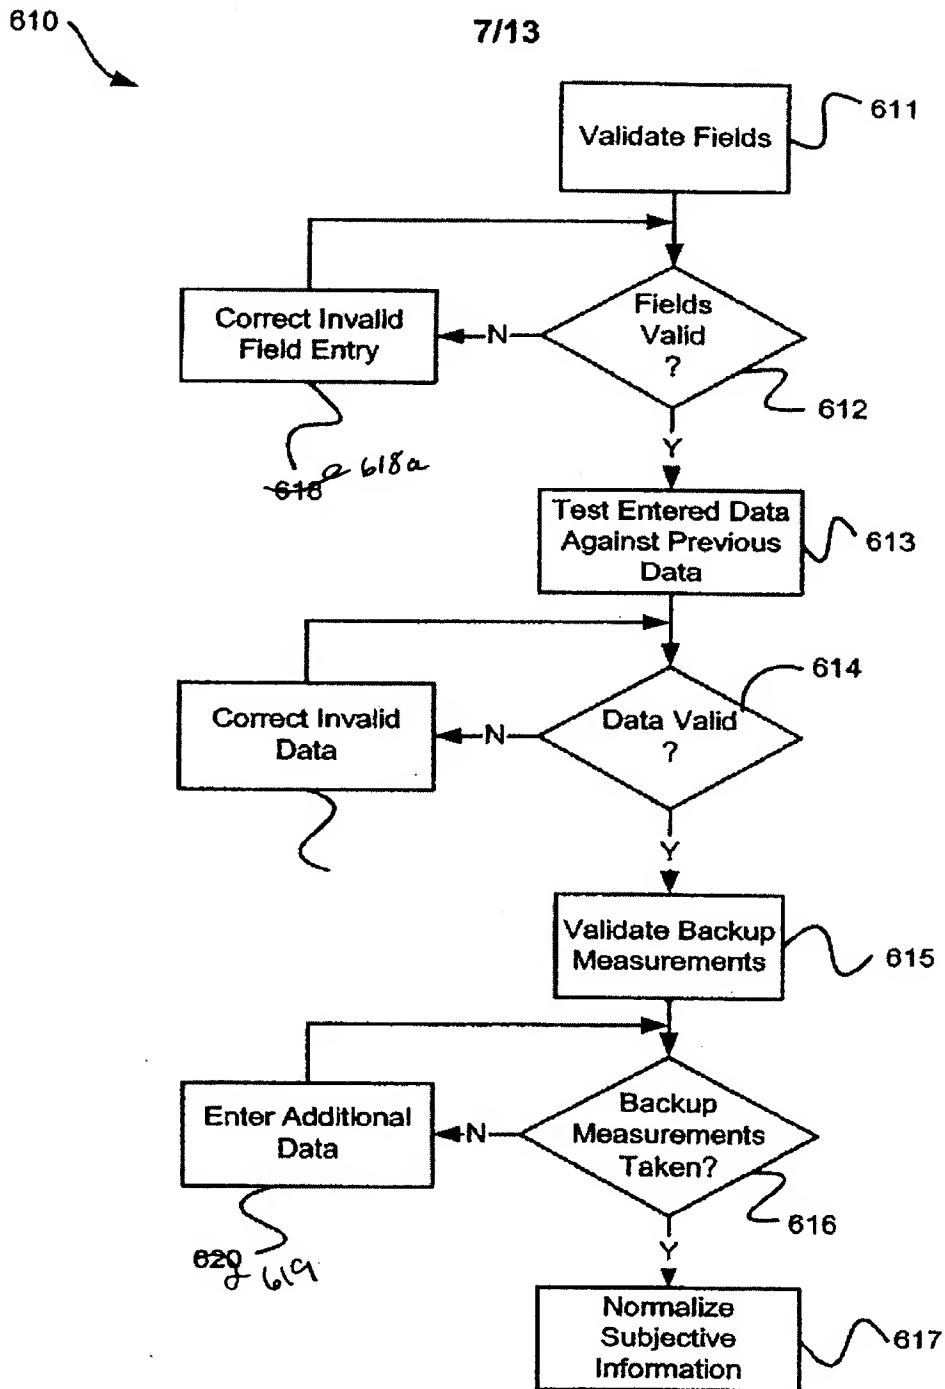 610
7/13
Validate Fields
611
Fields
Valid
?
612
N
Correct Invalid
Field Entry
618
618a
Y
Test Entered Data
Against Previous
Data
613
Data Valid
?
614
N
Correct Invalid
Data
Y
Validate Backup
Measurements
615
Backup
Measurements
Taken?
616
N
Enter Additional
Data
620
619
Y
Normalize
Subjective
Information
617